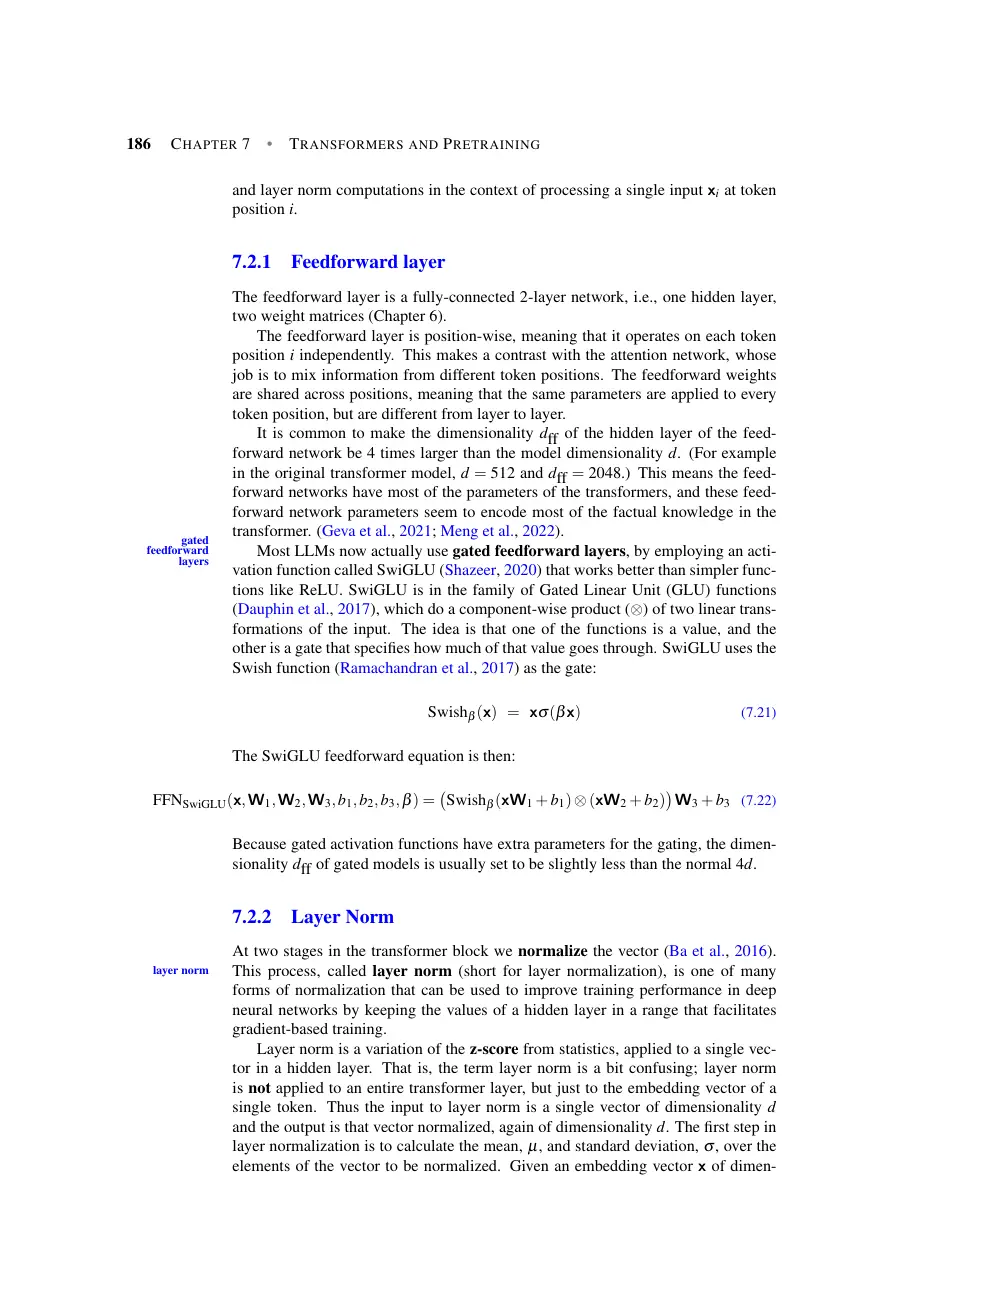 186 CHAPTER 7 • TRANSFORMERS AND PRETRAINING
and layer norm computations in the context of processing a single input xᵢ at token
position i.
7.2.1 Feedforward layer
The feedforward layer is a fully-connected 2-layer network, i.e., one hidden layer,
two weight matrices (Chapter 6).
The feedforward layer is position-wise, meaning that it operates on each token
position i independently. This makes a contrast with the attention network, whose
job is to mix information from different token positions. The feedforward weights
are shared across positions, meaning that the same parameters are applied to every
token position, but are different from layer to layer.
It is common to make the dimensionality d_ff of the hidden layer of the feed-
forward network be 4 times larger than the model dimensionality d. (For example
in the original transformer model, d = 512 and d_ff = 2048.) This means the feed-
forward networks have most of the parameters of the transformers, and these feed-
forward network parameters seem to encode most of the factual knowledge in the
transformer. (Geva et al., 2021; Meng et al., 2022).
gated
feedforward
layers
Most LLMs now actually use gated feedforward layers, by employing an acti-
vation function called SwiGLU (Shazeer, 2020) that works better than simpler func-
tions like ReLU. SwiGLU is in the family of Gated Linear Unit (GLU) functions
(Dauphin et al., 2017), which do a component-wise product (⊗) of two linear trans-
formations of the input. The idea is that one of the functions is a value, and the
other is a gate that specifies how much of that value goes through. SwiGLU uses the
Swish function (Ramachandran et al., 2017) as the gate:
Swish_β(x) = xσ(βx) (7.21)
The SwiGLU feedforward equation is then:
FFN_SwiGLU(x, W₁, W₂, W₃, b₁, b₂, b₃, β) = (Swish_β(xW₁ + b₁) ⊗ (xW₂ + b₂)) W₃ + b₃ (7.22)
Because gated activation functions have extra parameters for the gating, the dimen-
sionality d_ff of gated models is usually set to be slightly less than the normal 4d.
7.2.2 Layer Norm
At two stages in the transformer block we normalize the vector (Ba et al., 2016).
layer norm
This process, called layer norm (short for layer normalization), is one of many
forms of normalization that can be used to improve training performance in deep
neural networks by keeping the values of a hidden layer in a range that facilitates
gradient-based training.
Layer norm is a variation of the z-score from statistics, applied to a single vec-
tor in a hidden layer. That is, the term layer norm is a bit confusing; layer norm
is not applied to an entire transformer layer, but just to the embedding vector of a
single token. Thus the input to layer norm is a single vector of dimensionality d
and the output is that vector normalized, again of dimensionality d. The first step in
layer normalization is to calculate the mean, μ, and standard deviation, σ, over the
elements of the vector to be normalized. Given an embedding vector x of dimen-